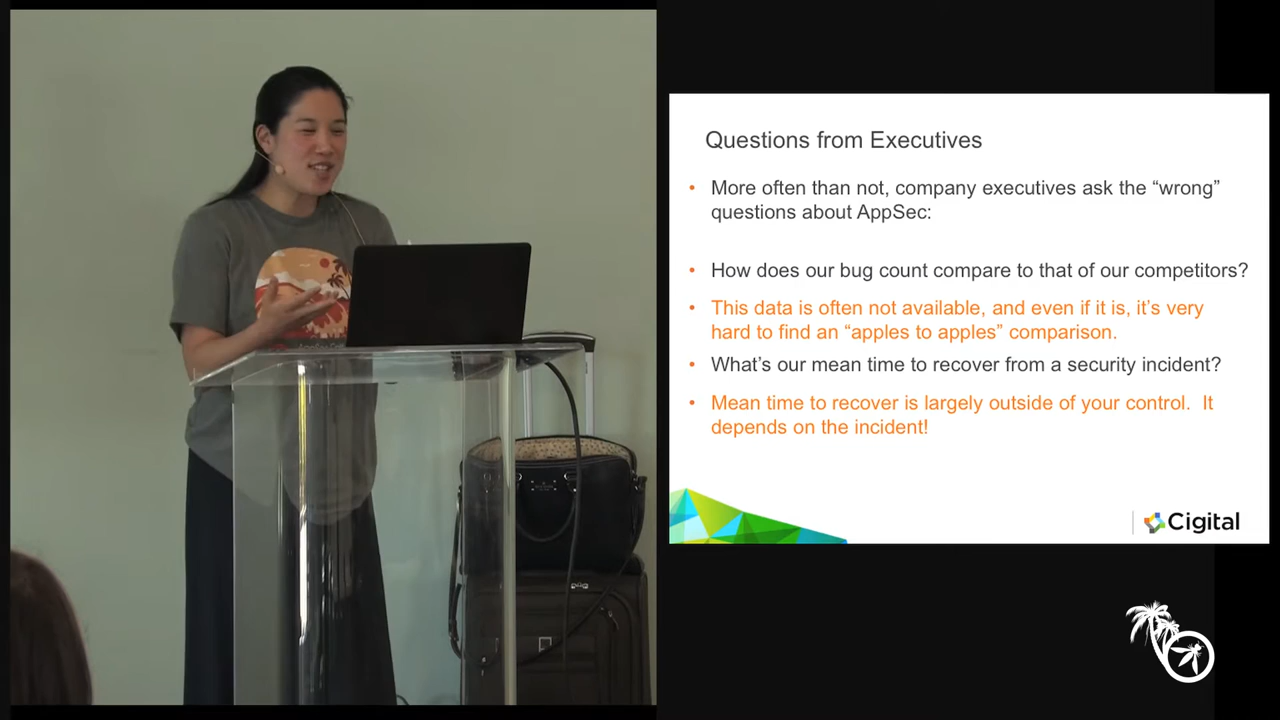 Questions from Executives
• More often than not, company executives ask the “wrong”
questions about AppSec:
• How does our bug count compare to that of our competitors?
• This data is often not available, and even if it is, it’s very
hard to find an “apples to apples” comparison.
• What’s our mean time to recover from a security incident?
• Mean time to recover is largely outside of your control.  It
depends on the incident!
Cigital